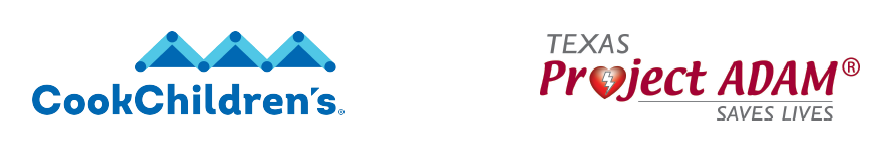 CookChildren's®
TEXAS
Project ADAM®
SAVES LIVES